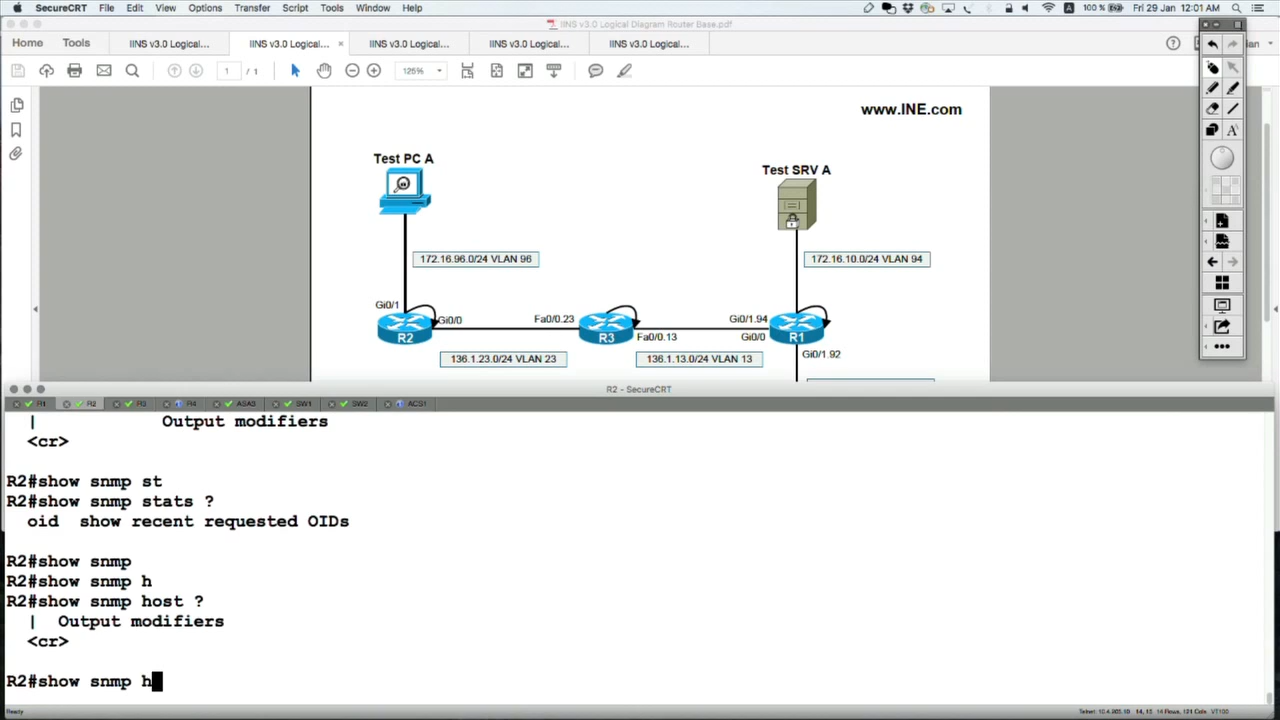 SecureCRT File Edit View Options Transfer Script Tools Window Help 100 % Fri 29 Jan 12:01 AM
IINS v3.0 Logical Diagram Router Base.pdf
Home Tools IINS v3.0 Logical... IINS v3.0 Logical... × IINS v3.0 Logical... IINS v3.0 Logical... IINS v3.0 Logical...
1 / 1 125%
www.INE.com
Test PC A
Test SRV A
172.16.96.0/24 VLAN 96
172.16.10.0/24 VLAN 94
Gi0/1
Gi0/0 Fa0/0.23 Gi0/1.94
R2 R3 Fa0/0.13 Gi0/0 R1
Gi0/1.92
136.1.23.0/24 VLAN 23 136.1.13.0/24 VLAN 13
R2 - SecureCRT
R1 R2 R3 R4 ASA3 SW1 SW2 ACS1
| Output modifiers
<cr>
R2#show snmp st
R2#show snmp stats ?
oid show recent requested OIDs
R2#show snmp
R2#show snmp h
R2#show snmp host ?
| Output modifiers
<cr>
R2#show snmp h
Ready